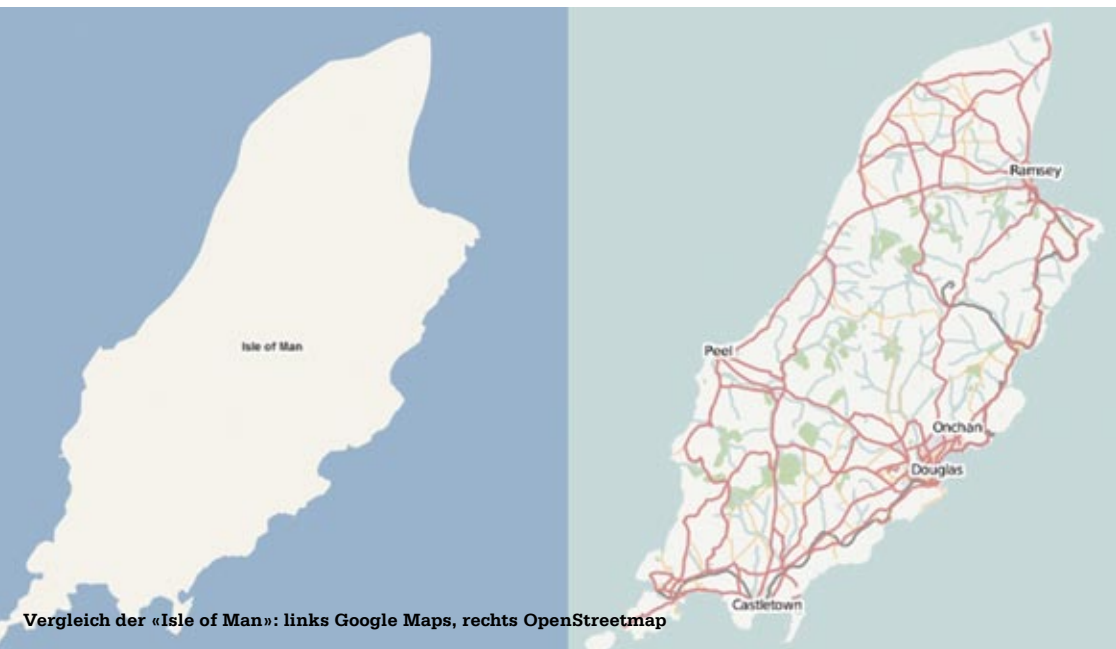 Isle of Man
Ramsey
Peel
Onchan
Douglas
Castletown
Vergleich der «Isle of Man»: links Google Maps, rechts OpenStreetmap